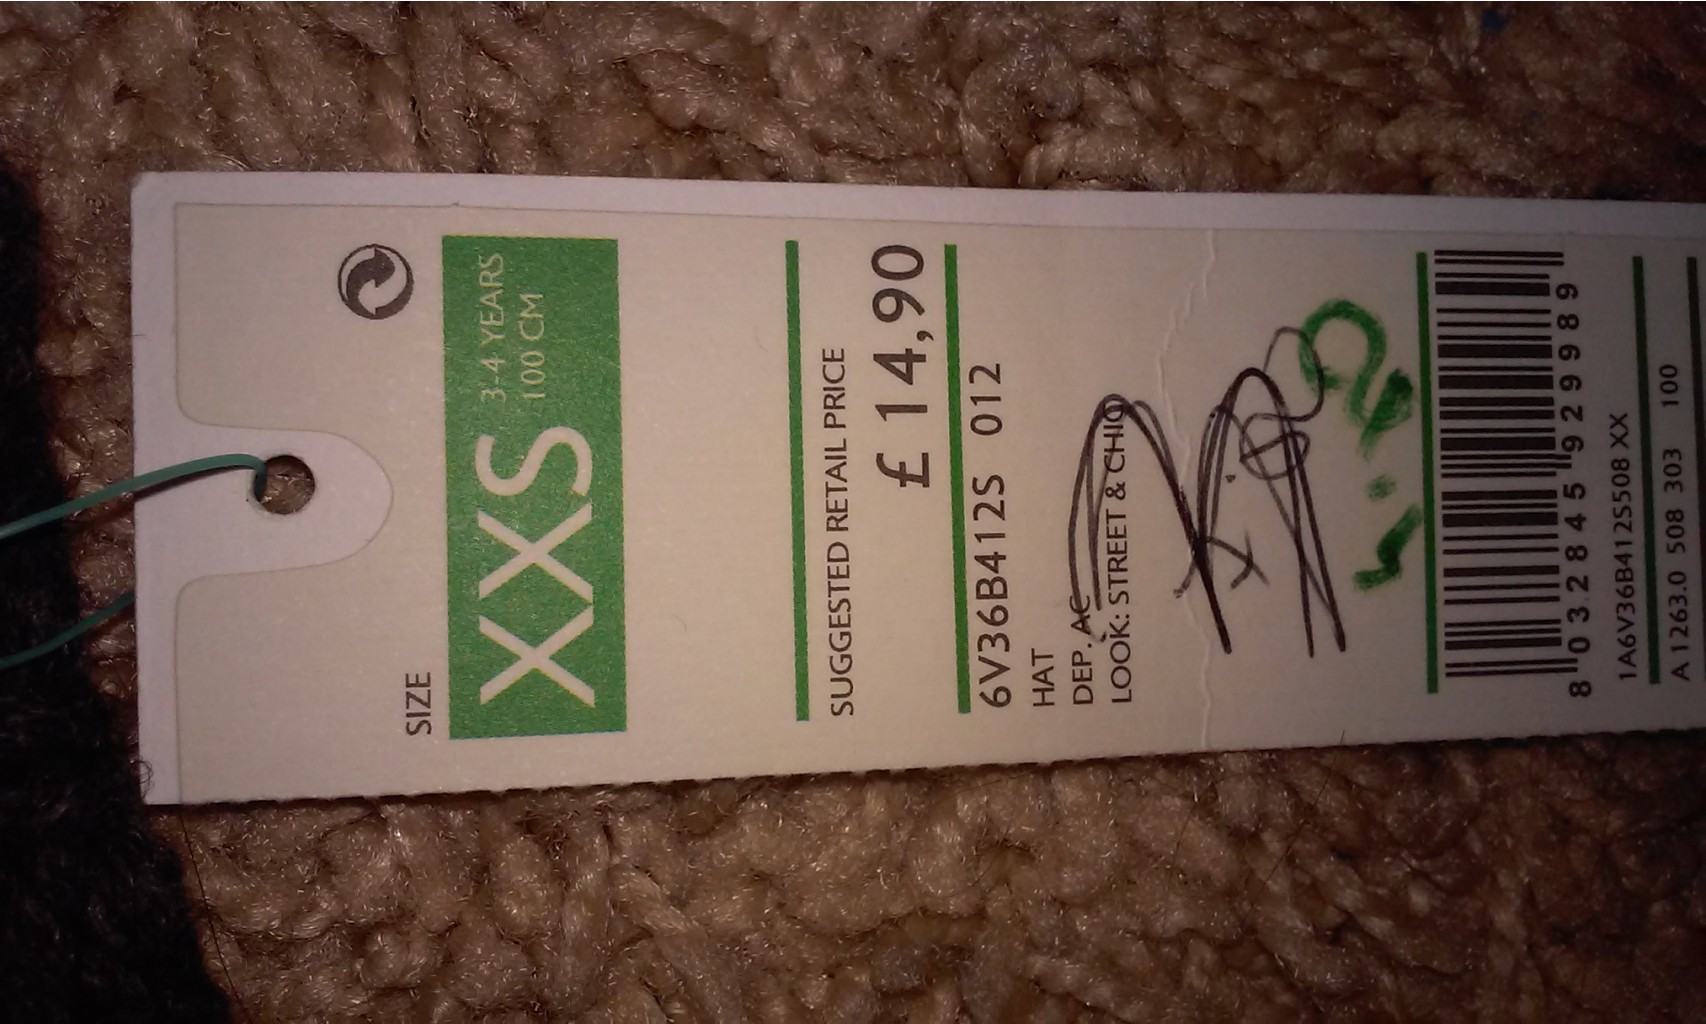 SIZE
XXS 3-4 YEARS
100 CM
SUGGESTED RETAIL PRICE
£ 14,90
6V36B412S 012
HAT
DEP. AC
LOOK: STREET & CHIC
8 032845 929989
1A6V36B412S508 XX
A 1263.0 508 303 100